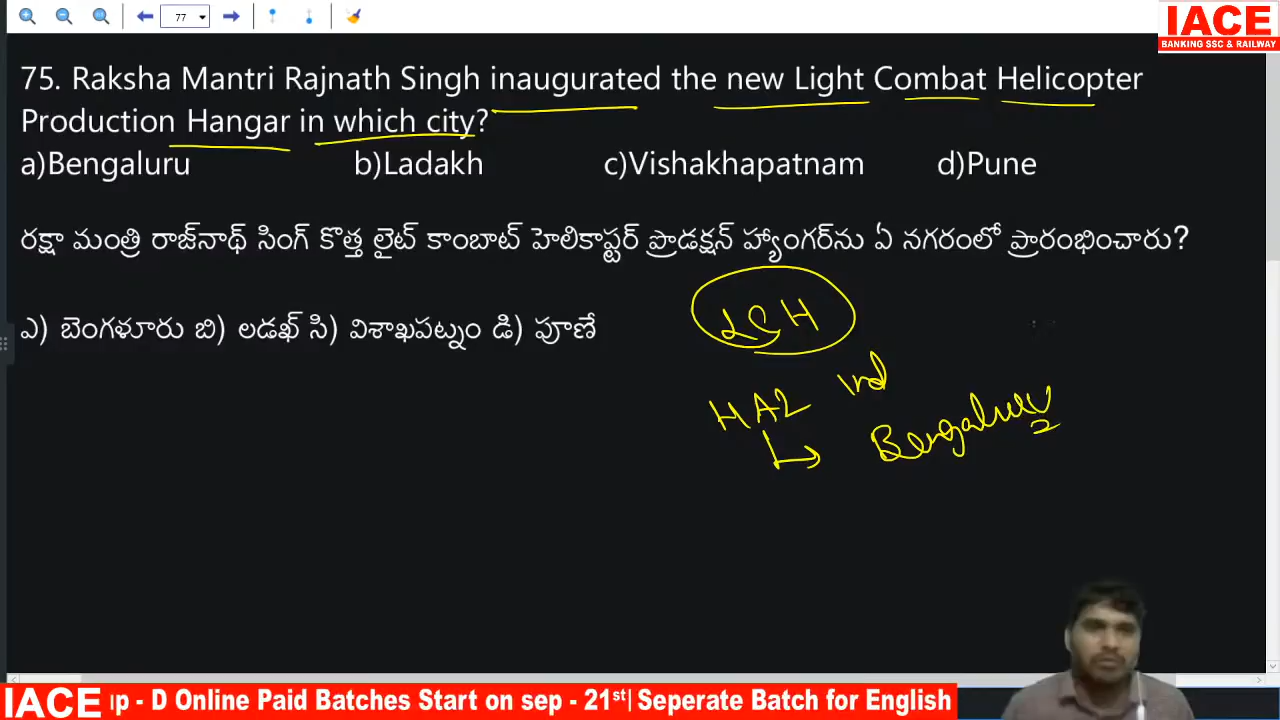 77
IACE
BANKING SSC & RAILWAY
75. Raksha Mantri Rajnath Singh inaugurated the new Light Combat Helicopter
Production Hangar in which city?
a)Bengaluru b)Ladakh c)Vishakhapatnam d)Pune
రక్షా మంత్రి రాజ్‌నాథ్ సింగ్ కొత్త లైట్ కాంబాట్ హెలికాప్టర్ ప్రొడక్షన్ హ్యాంగర్‌ను ఏ నగరంలో ప్రారంభించారు?
ఎ) బెంగళూరు బి) లడఖ్ సి) విశాఖపట్నం డి) పూణే
LCH
HAL Ind
Bengaluru
IACE ıp - D Online Paid Batches Start on sep - 21st| Seperate Batch for English